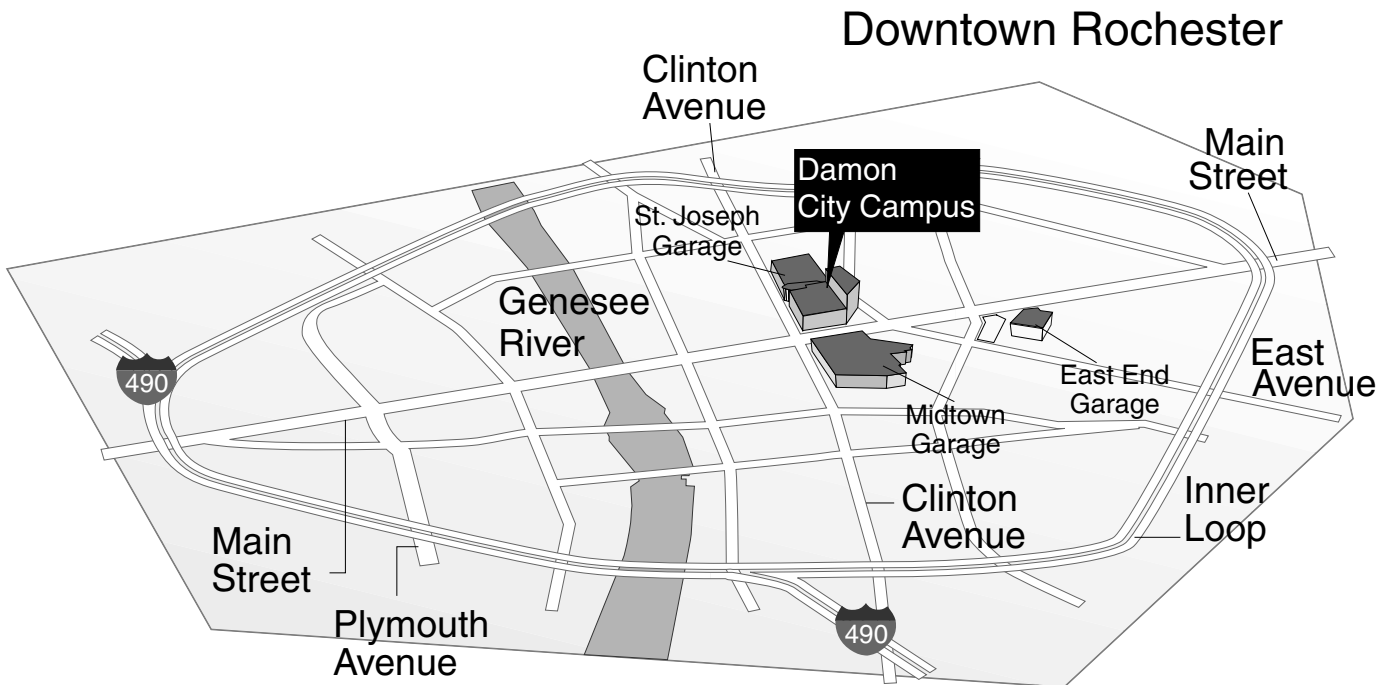 Downtown Rochester
Clinton
Avenue
Main
Street
Damon
City Campus
St. Joseph
Garage
Genesee
River
490
East
Avenue
East End
Garage
Midtown
Garage
Clinton
Avenue
Inner
Loop
Main
Street
Plymouth
Avenue
490